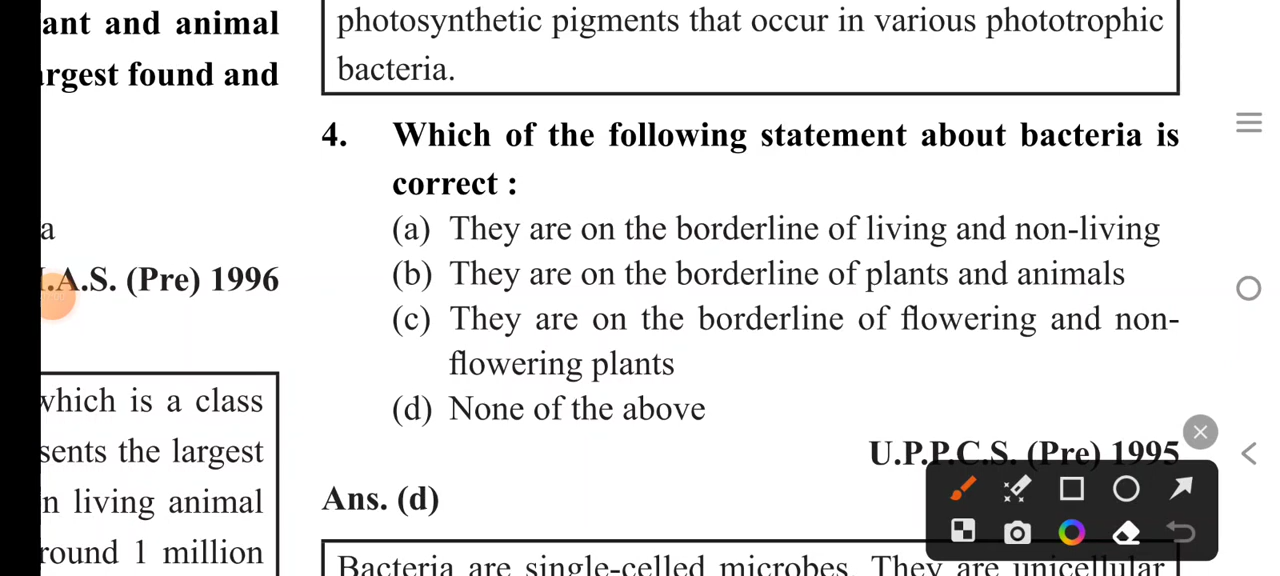 ant and animal
argest found and
a
I.A.S. (Pre) 1996
which is a class
sents the largest
n living animal
round 1 million
photosynthetic pigments that occur in various phototrophic
bacteria.
4. Which of the following statement about bacteria is
correct :
(a) They are on the borderline of living and non-living
(b) They are on the borderline of plants and animals
(c) They are on the borderline of flowering and non-
flowering plants
(d) None of the above
U.P.P.C.S. (Pre) 1995
Ans. (d)
Bacteria are single-celled microbes. They are unicellular